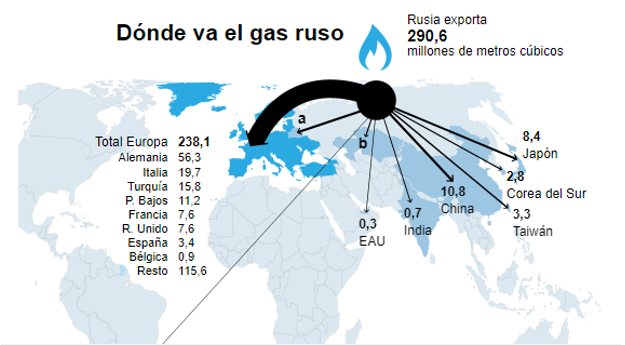 Dónde va el gas ruso
Rusia exporta
290,6
millones de metros cúbicos
Total Europa 238,1
Alemania 56,3
Italia 19,7
Turquía 15,8
P. Bajos 11,2
Francia 7,6
R. Unido 7,6
España 3,4
Bélgica 0,9
Resto 115,6
a
b
0,3
EAU
0,7
India
10,8
China
8,4
Japón
2,8
Corea del Sur
3,3
Taiwán